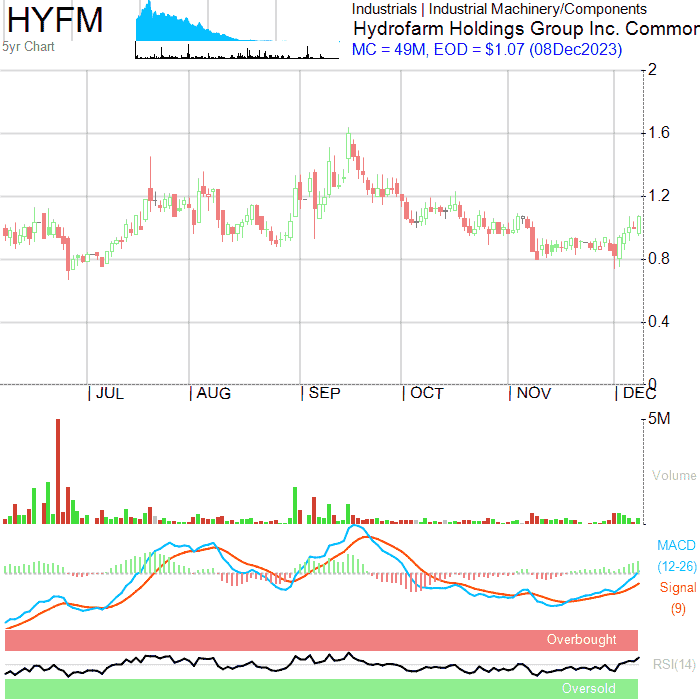 HYFM
5yr Chart
Industrials | Industrial Machinery/Components
Hydrofarm Holdings Group Inc. Common
MC = 49M, EOD = $1.07 (08Dec2023)
2
1.6
1.2
0.8
0.4
0
JUL AUG SEP OCT NOV DEC
5M
Volume
MACD
(12-26)
Signal
(9)
Overbought
RSI(14)
Oversold